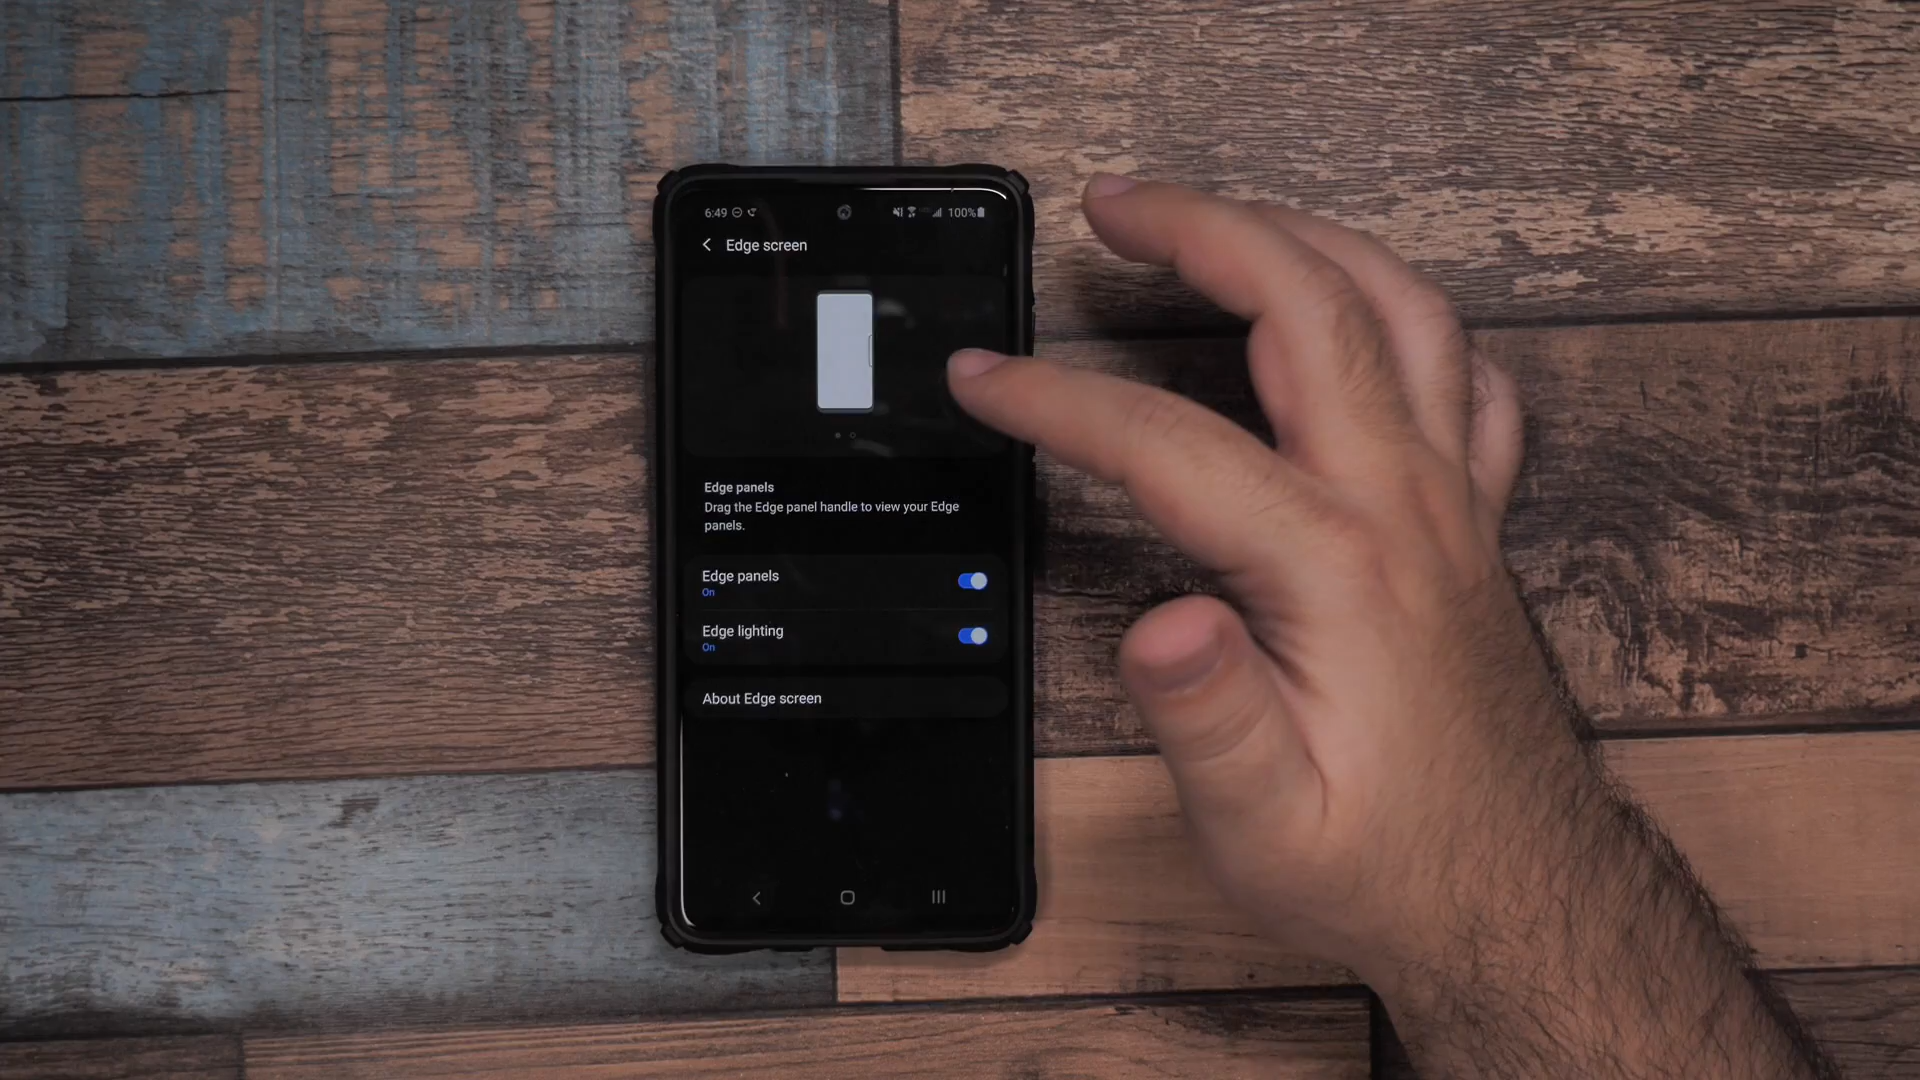 6:49
100%
Edge screen
Edge panels
Drag the Edge panel handle to view your Edge
panels.
Edge panels
On
Edge lighting
On
About Edge screen